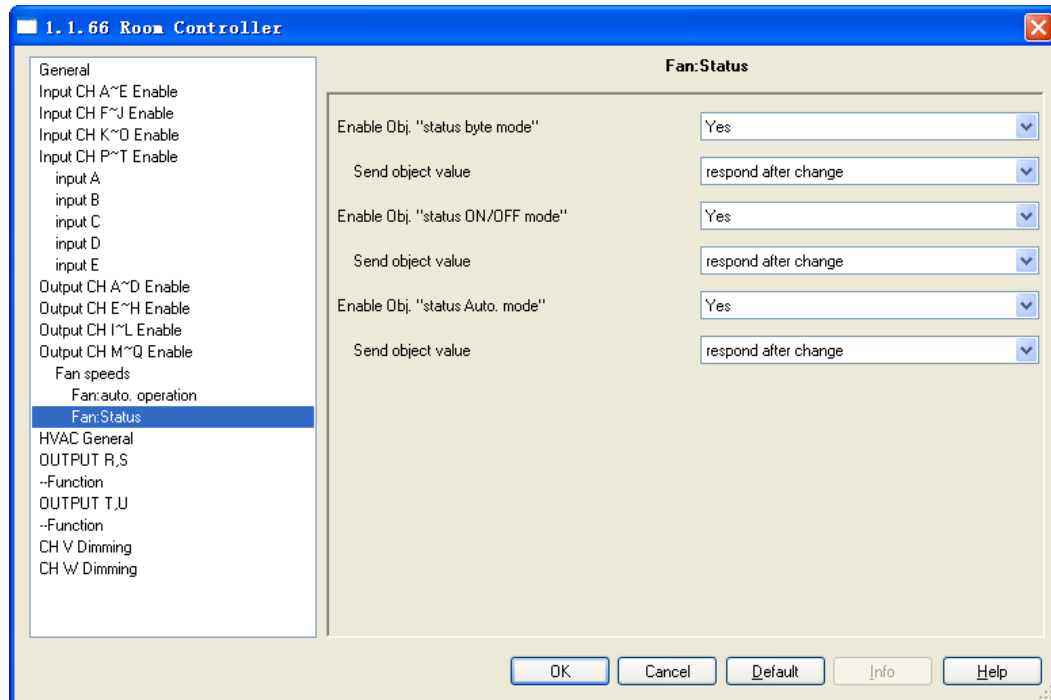 1.1.66 Room Controller
General
Input CH A~E Enable
Input CH F~J Enable
Input CH K~O Enable
Input CH P~T Enable
input A
input B
input C
input D
input E
Output CH A~D Enable
Output CH E~H Enable
Output CH I~L Enable
Output CH M~Q Enable
Fan speeds
Fan:auto. operation
Fan:Status
HVAC General
OUTPUT R,S
--Function
OUTPUT T,U
--Function
CH V Dimming
CH W Dimming
Fan:Status
Enable Obj. "status byte mode" Yes
Send object value respond after change
Enable Obj. "status ON/OFF mode" Yes
Send object value respond after change
Enable Obj. "status Auto. mode" Yes
Send object value respond after change
OK Cancel Default Info Help